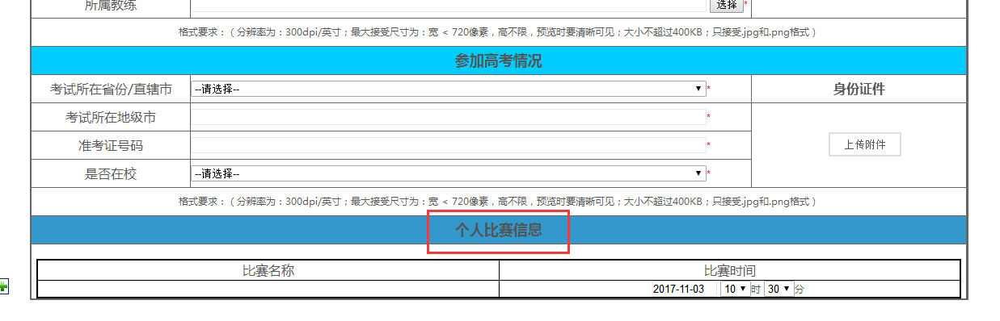 所属教练 选择 *
格式要求：（分辨率为：300dpi/英寸；最大接受尺寸为：宽 < 720像素，高不限，预览时要清晰可见；大小不超过400KB；只接受.jpg和.png格式）
参加高考情况
考试所在省份/直辖市 --请选择-- * 身份证件
考试所在地级市 *
上传附件
准考证号码 *
是否在校 --请选择-- *
格式要求：（分辨率为：300dpi/英寸；最大接受尺寸为：宽 < 720像素，高不限，预览时要清晰可见；大小不超过400KB；只接受.jpg和.png格式）
个人比赛信息
比赛名称 比赛时间
2017-11-03 10 时 30 分